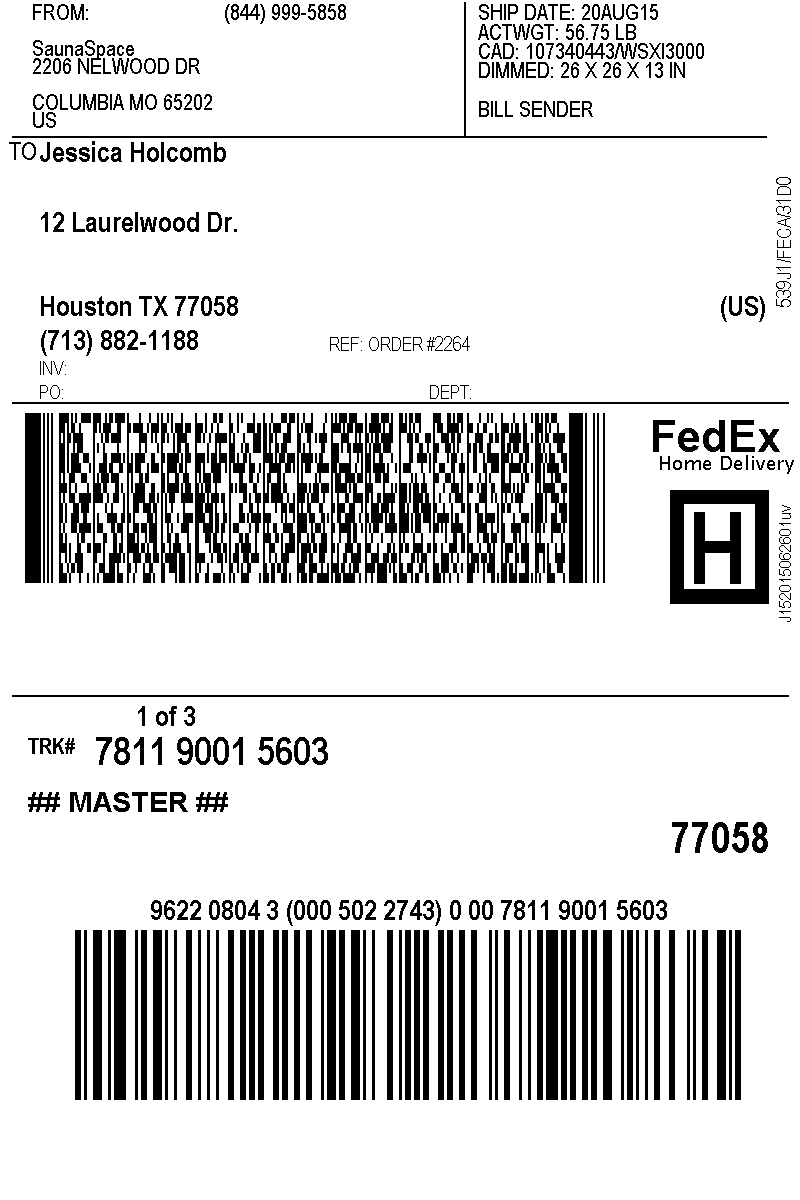 FROM: (844) 999-5858
SaunaSpace
2206 NELWOOD DR
COLUMBIA MO 65202
US
SHIP DATE: 20AUG15
ACTWGT: 56.75 LB
CAD: 107340443/WSXI3000
DIMMED: 26 X 26 X 13 IN
BILL SENDER
TO Jessica Holcomb
12 Laurelwood Dr.
Houston TX 77058 (US)
(713) 882-1188 REF: ORDER #2264
INV:
PO: DEPT:
539J1/FECA/31D0
FedEx
Home Delivery
H
J152015062601uv
1 of 3
TRK# 7811 9001 5603
## MASTER ##
77058
9622 0804 3 (000 502 2743) 0 00 7811 9001 5603